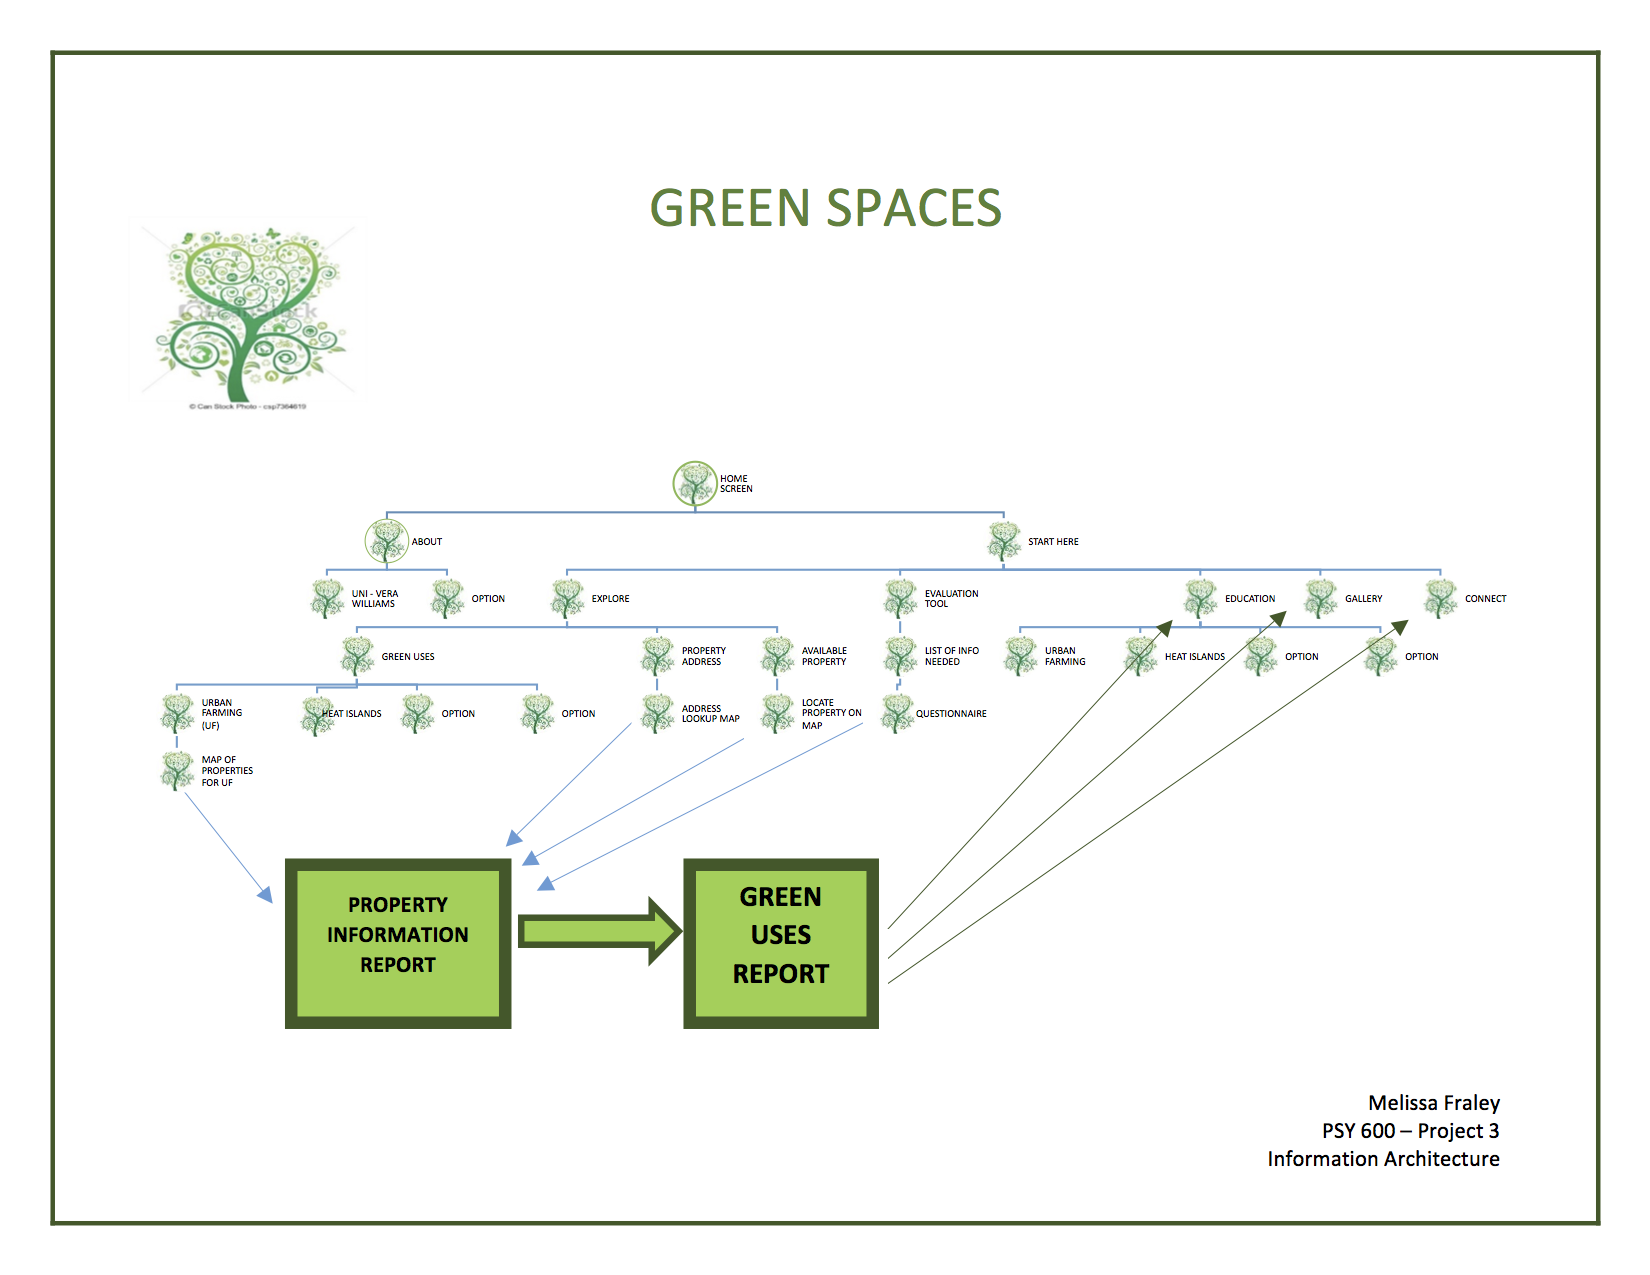 GREEN SPACES
CanStock
© Can Stock Photo - csp7364619
HOME
SCREEN
ABOUT
START HERE
UNI - VERA
WILLIAMS
OPTION
EXPLORE
EVALUATION
TOOL
EDUCATION
GALLERY
CONNECT
GREEN USES
PROPERTY
ADDRESS
AVAILABLE
PROPERTY
LIST OF INFO
NEEDED
URBAN
FARMING
HEAT ISLANDS
OPTION
OPTION
URBAN
FARMING
(UF)
HEAT ISLANDS
OPTION
OPTION
ADDRESS
LOOKUP MAP
LOCATE
PROPERTY ON
MAP
QUESTIONNAIRE
MAP OF
PROPERTIES
FOR UF
PROPERTY
INFORMATION
REPORT
GREEN
USES
REPORT
Melissa Fraley
PSY 600 – Project 3
Information Architecture